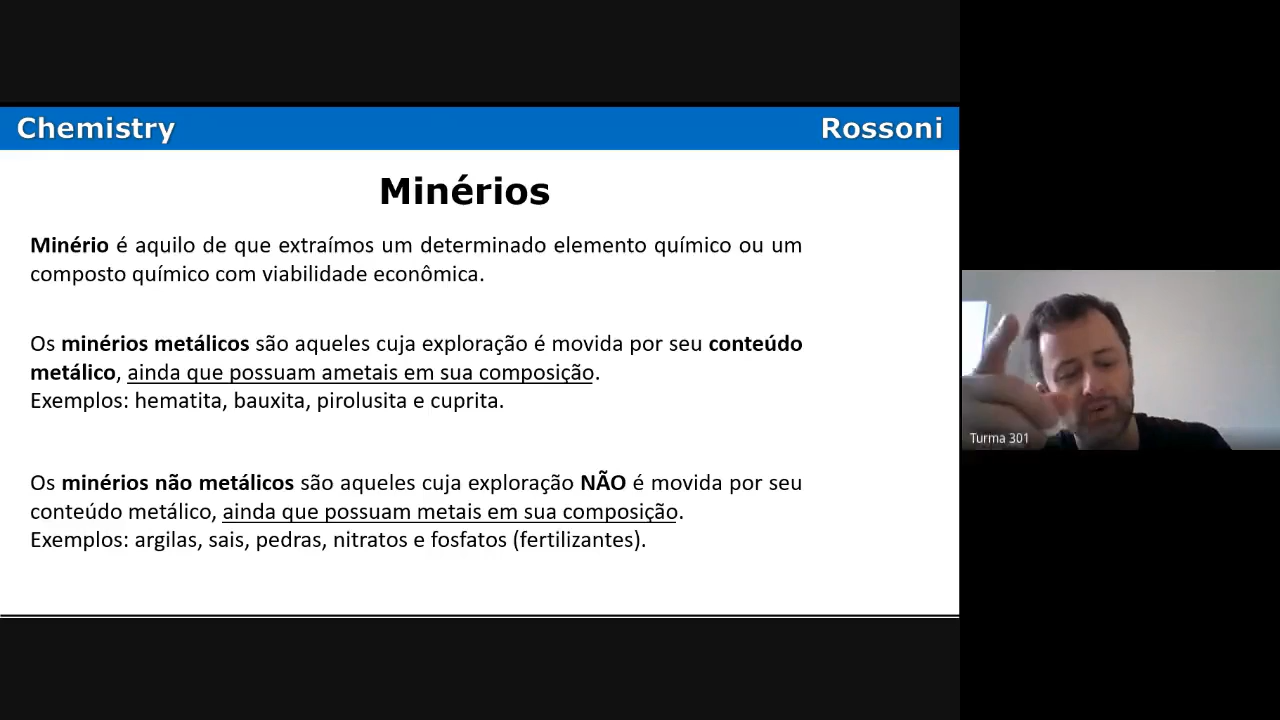 Chemistry
Rossoni
Minérios
Minério é aquilo de que extraímos um determinado elemento químico ou um
composto químico com viabilidade econômica.
Os minérios metálicos são aqueles cuja exploração é movida por seu conteúdo
metálico, ainda que possuam ametais em sua composição.
Exemplos: hematita, bauxita, pirolusita e cuprita.
Os minérios não metálicos são aqueles cuja exploração NÃO é movida por seu
conteúdo metálico, ainda que possuam metais em sua composição.
Exemplos: argilas, sais, pedras, nitratos e fosfatos (fertilizantes).
Turma 301